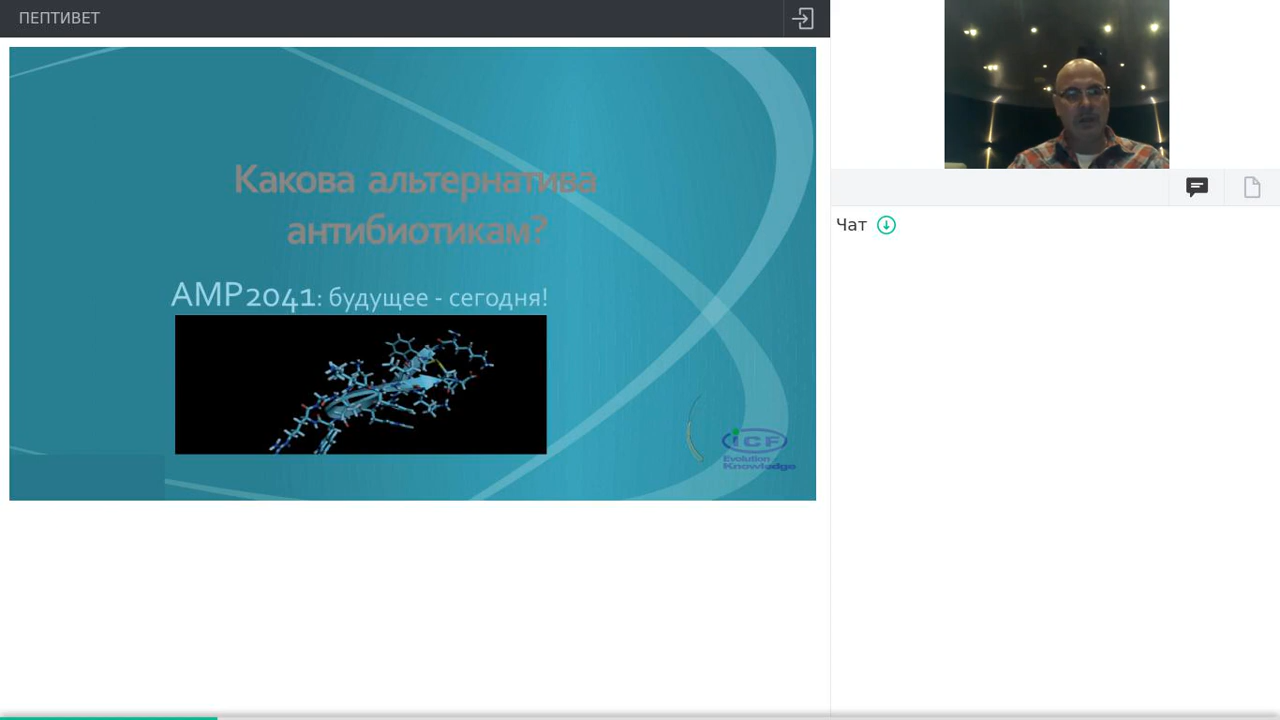 ПЕПТИВЕТ
Какова альтернатива
антибиотикам?
AMP2041: будущее - сегодня!
iCF
Evolution
Knowledge
Чат